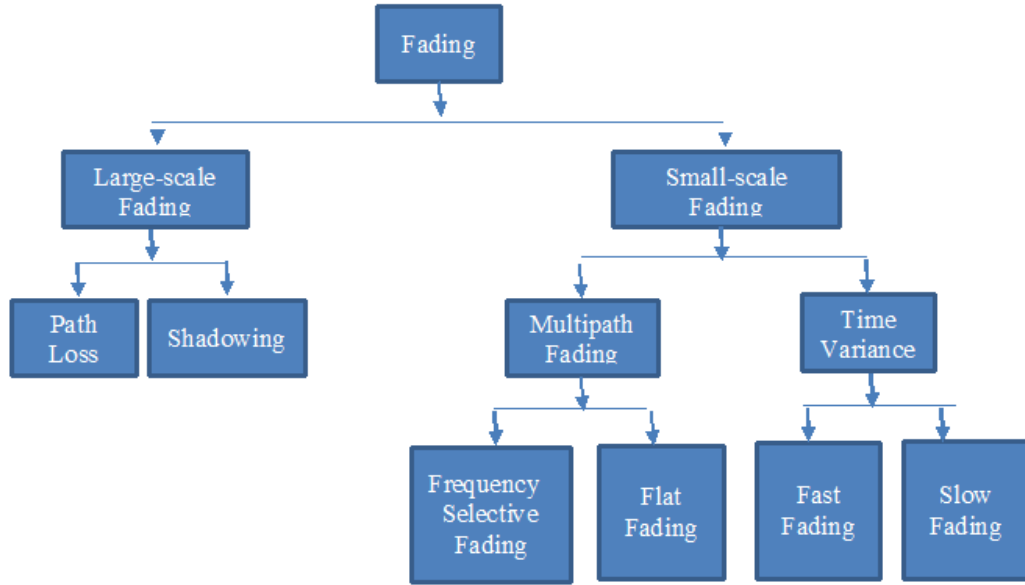 Fading
Large-scale
Fading
Small-scale
Fading
Path
Loss
Shadowing
Multipath
Fading
Time
Variance
Frequency
Selective
Fading
Flat
Fading
Fast
Fading
Slow
Fading